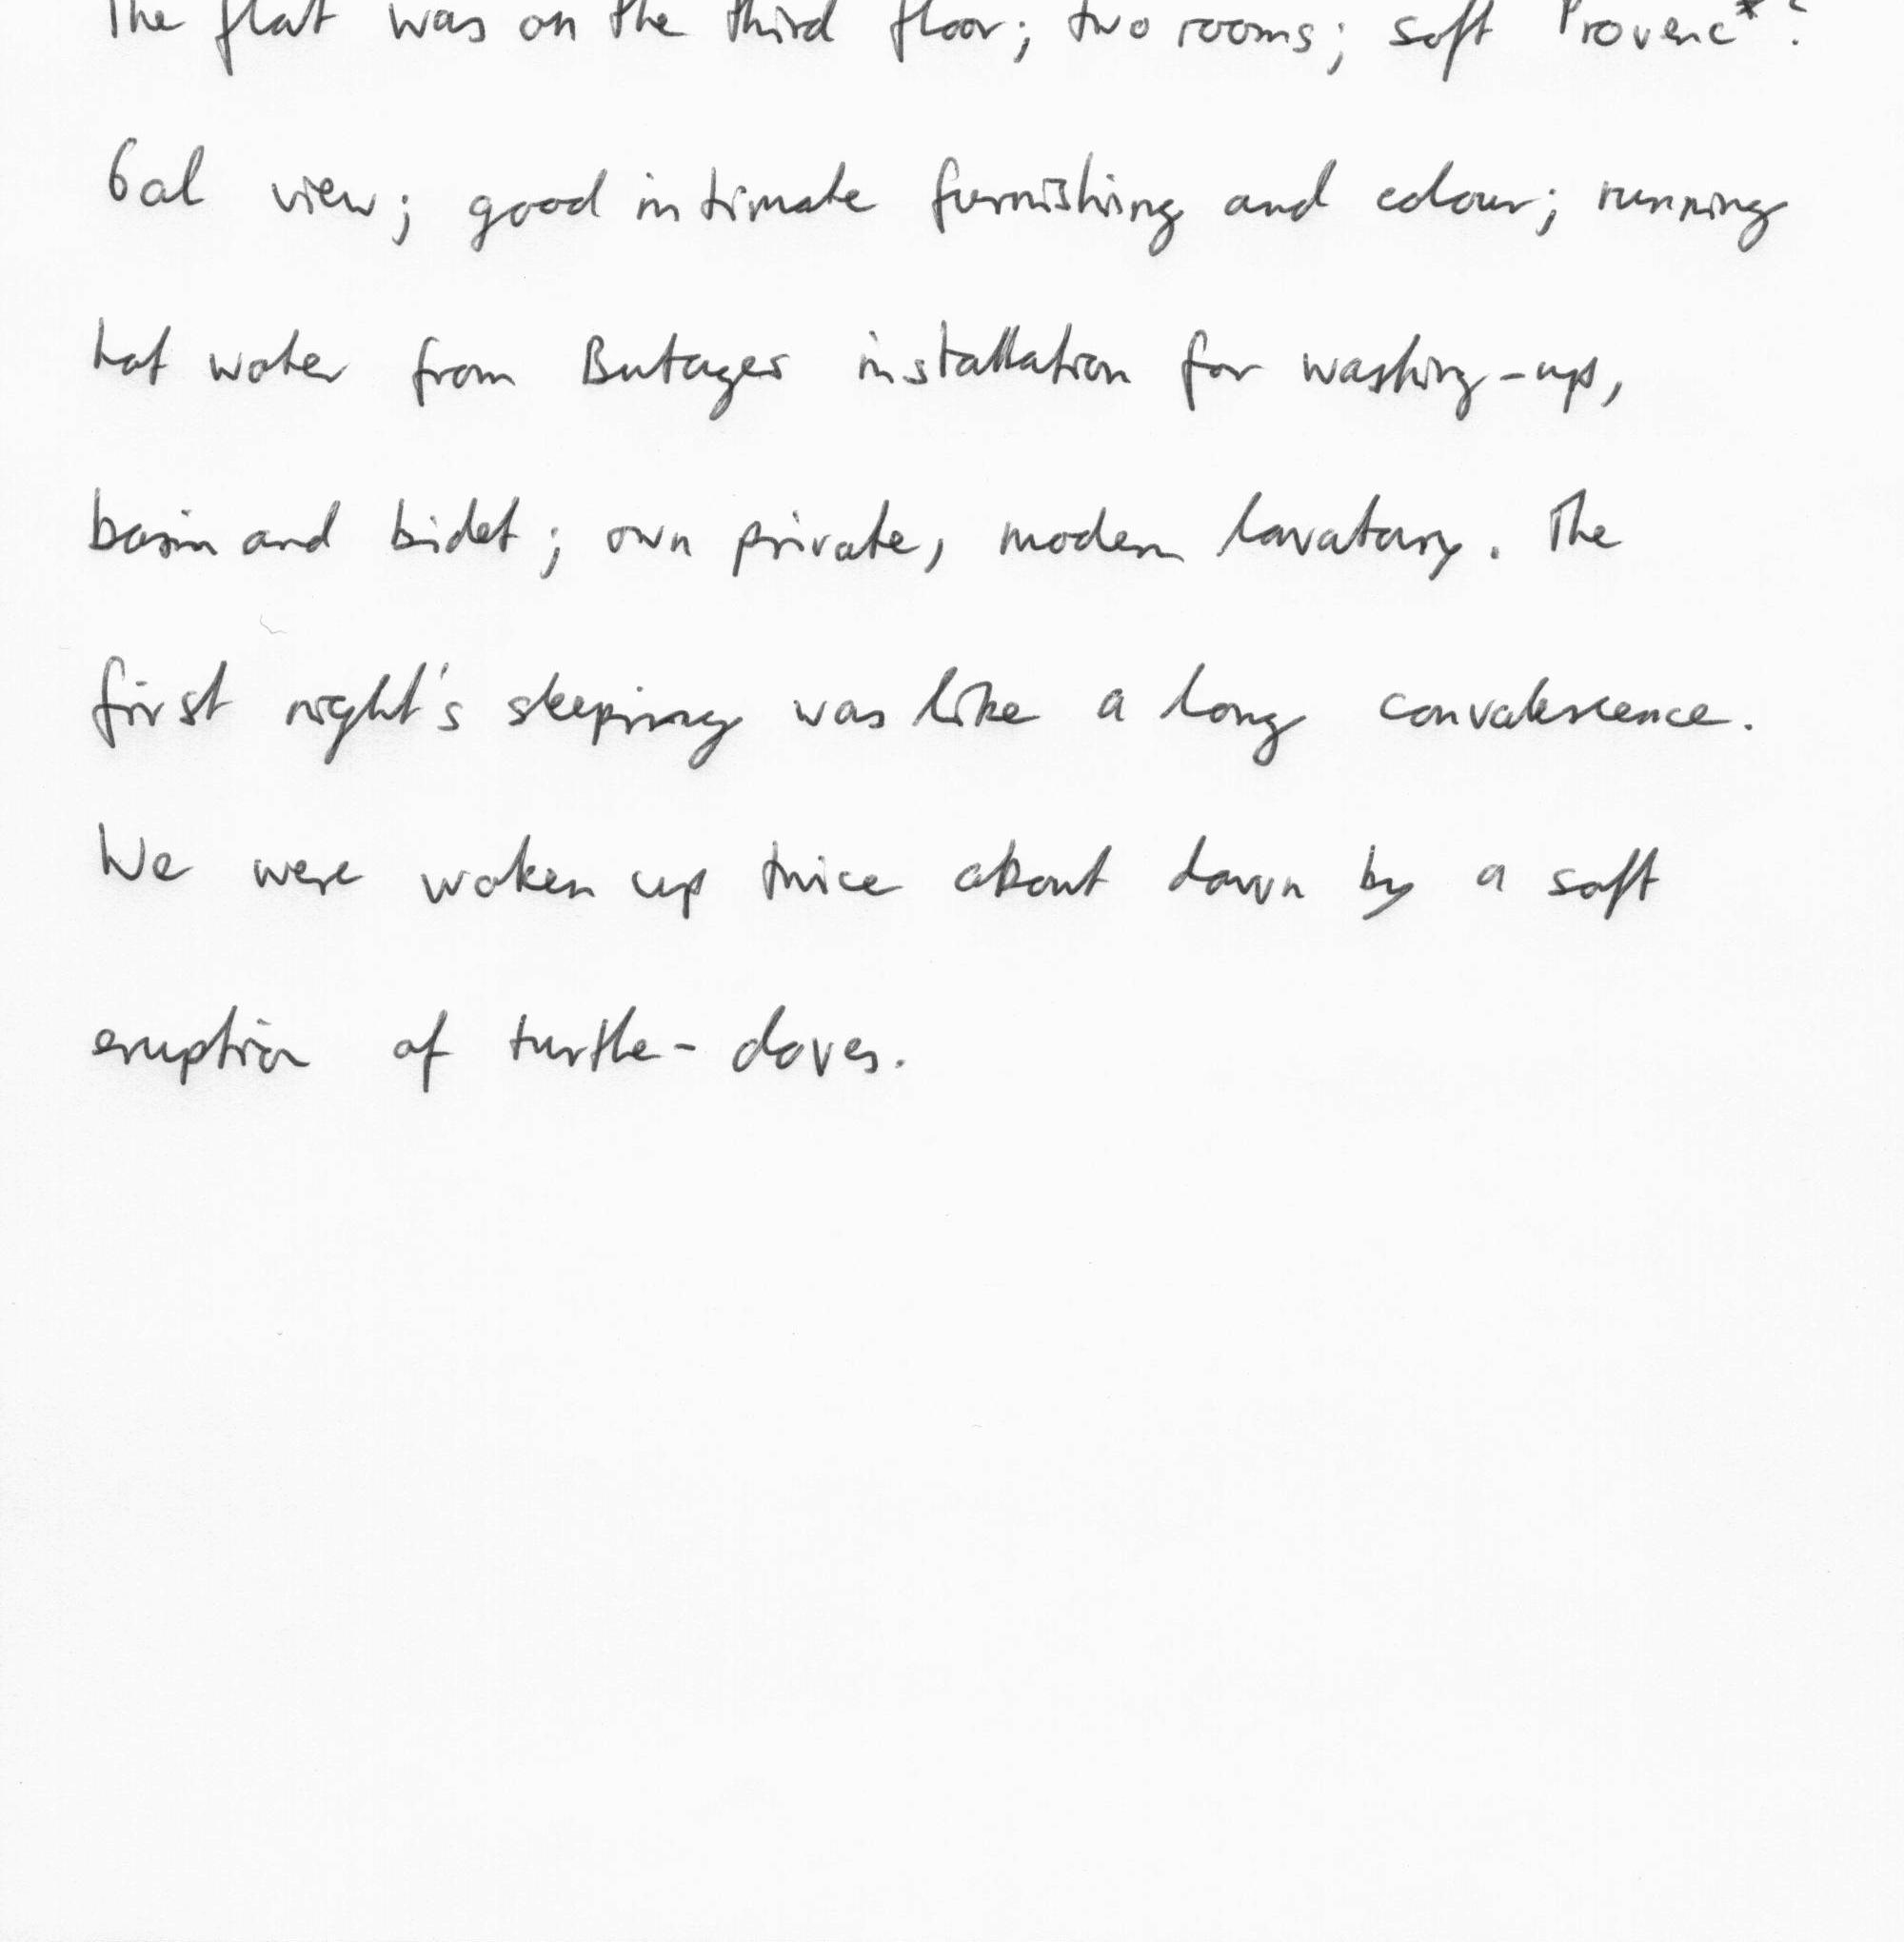 The flat was on the third floor; two rooms; soft Provenc*?
6al view; good intimate furnishing and colour; running
hot water from Butages installation for washing-up,
basin and bidet; own private, modern lavatory. The
first night's sleeping was like a long convalescence.
We were woken up twice about dawn by a soft
eruption of turtle-doves.